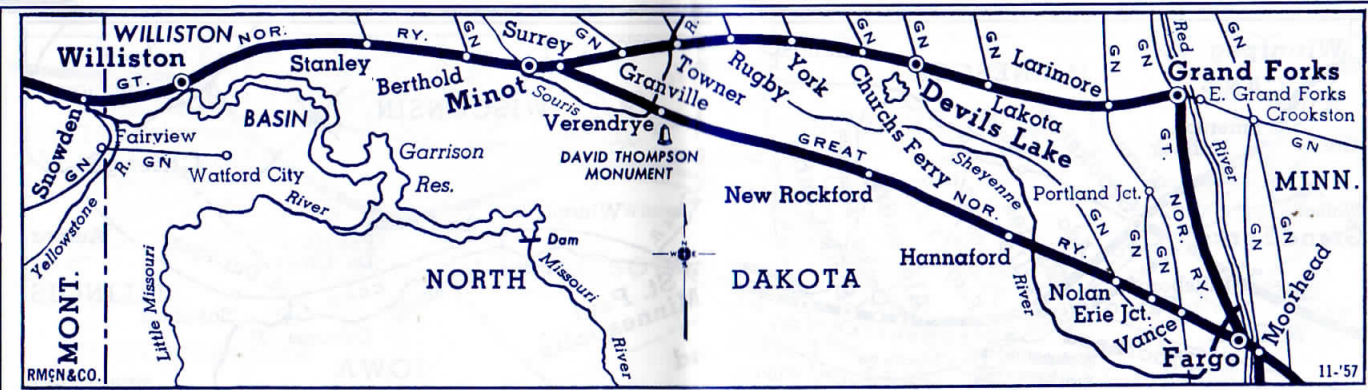 WILLISTON
NOR.
RY.
Williston
GT.
Stanley
Berthold
Minot
Surrey
Souris
GN
GN
R.
Granville
Towner
Rugby
York
Churchs Ferry
GN
GN
Devils Lake
GN
Lakota
Larimore
GN
GN
Red
River
GN
Grand Forks
E. Grand Forks
Crookston
GN
MINN.
Snowden
GN
Fairview
R.
GN
Watford City
BASIN
Garrison
Res.
Verendrye
DAVID THOMPSON
MONUMENT
GREAT
NOR.
RY.
New Rockford
Sheyenne
River
Portland Jct.
GN
GN
GN
GT.
NOR.
RY.
GN
GN
Yellowstone
MONT.
Little Missouri
River
Dam
Missouri
River
NORTH
DAKOTA
Hannaford
Nolan
Erie Jct.
Vance
Fargo
Moorhead
RMCN&CO.
11-'57